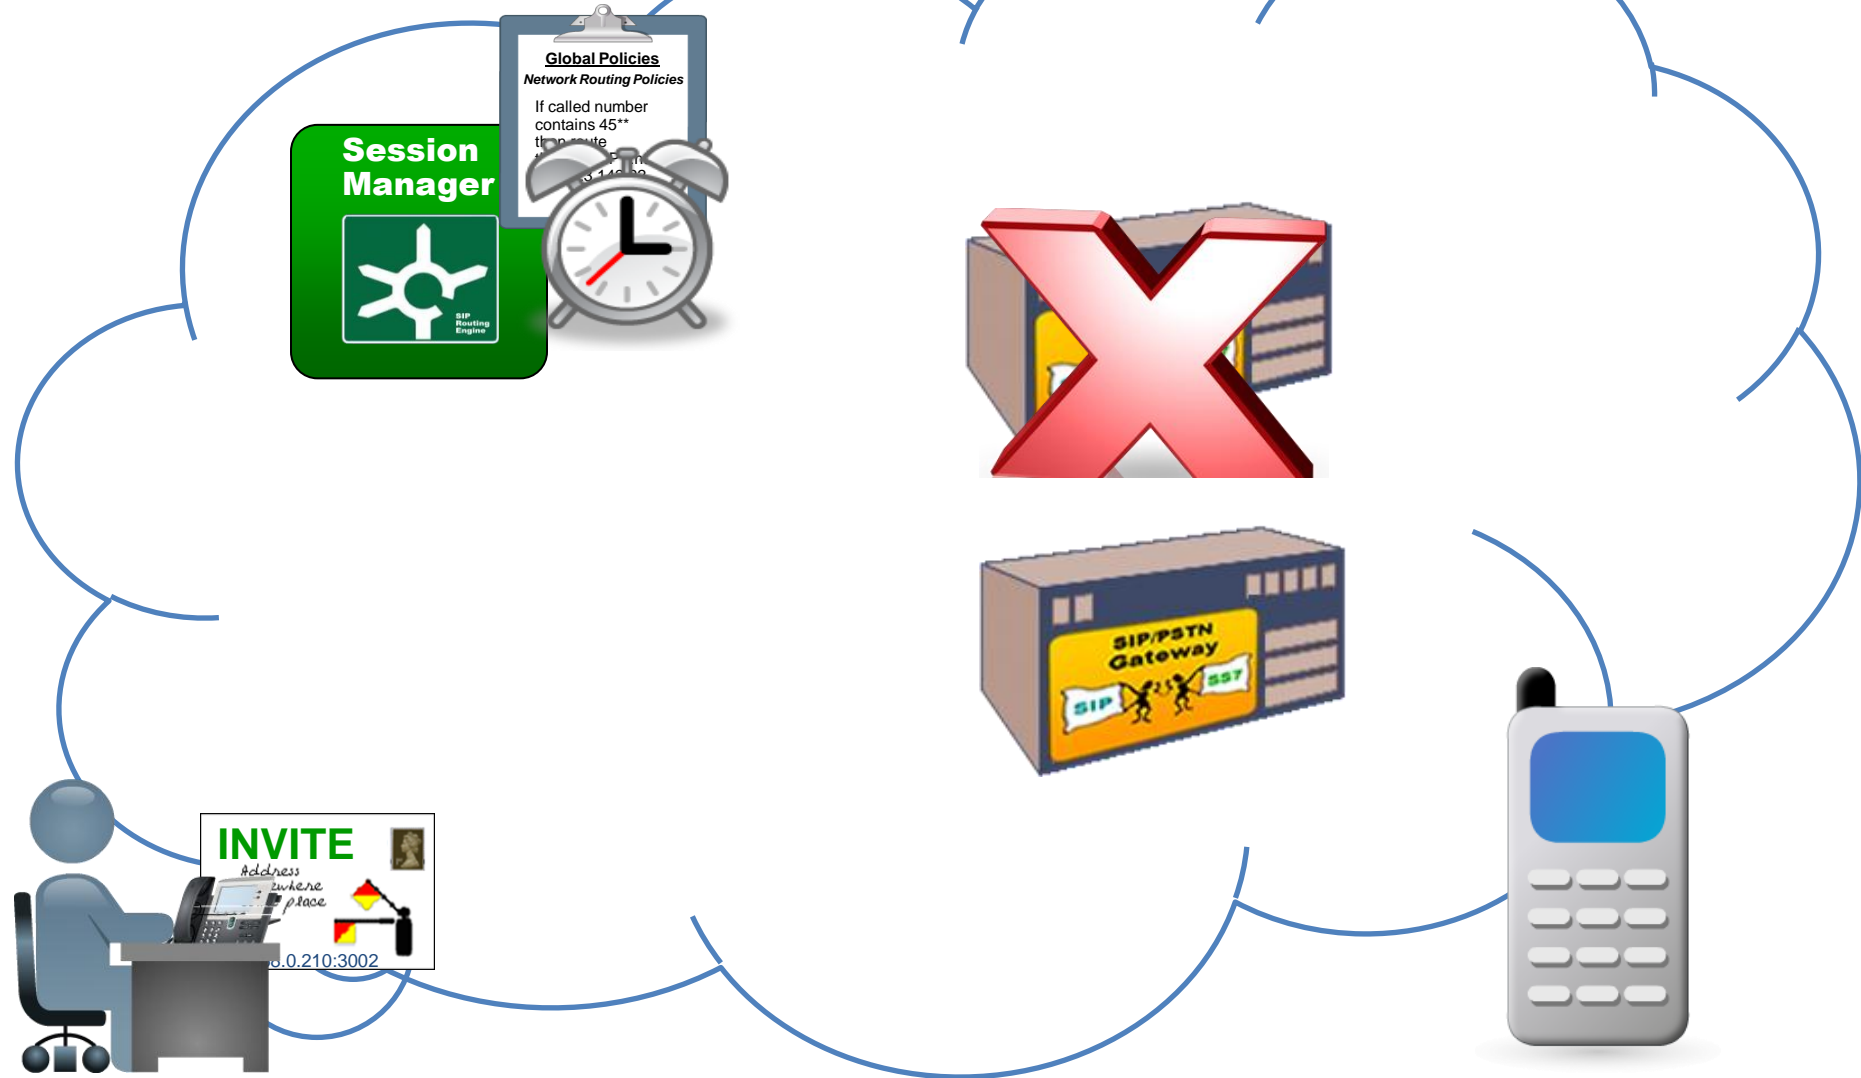 Global Policies
Network Routing Policies
If called number
contains 45**
route
Session
Manager
SIP
Routing
Engine
SIP/PSTN
Gateway
SIP
SS7
INVITE
Address
place
.0.210:3002